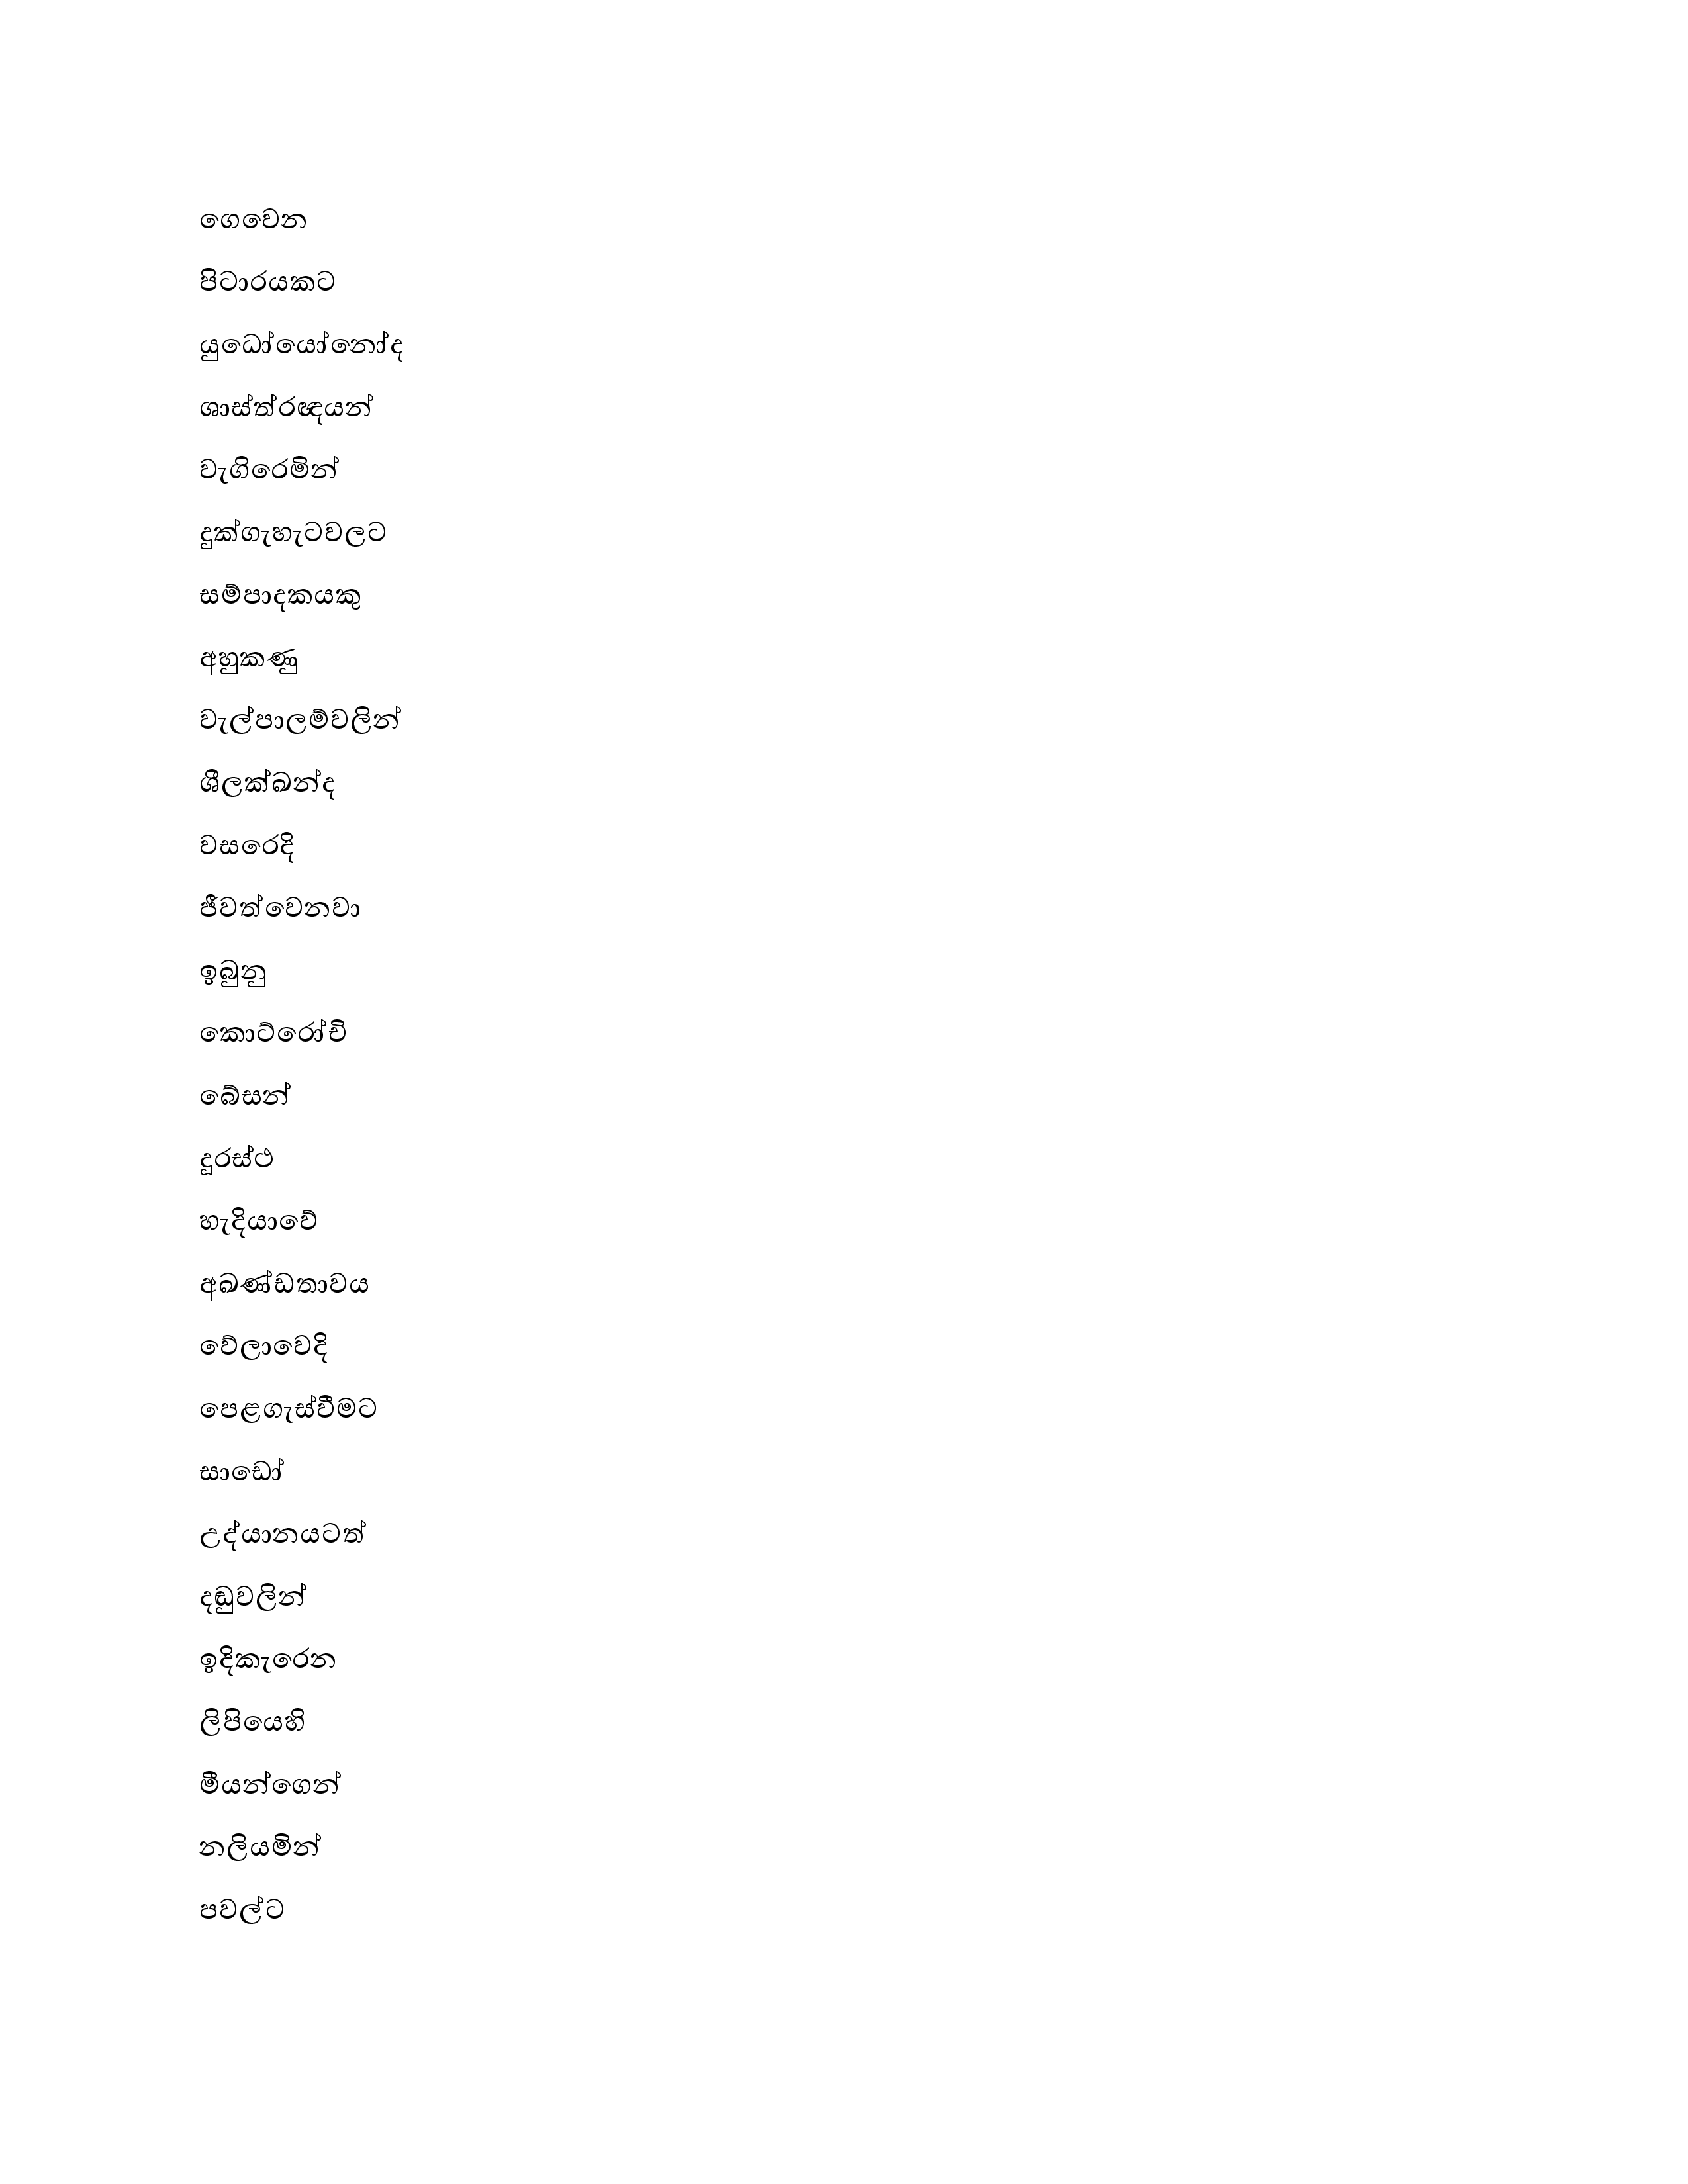 ගෙවෙන
පිටාරයකට
යුධෝයෝනෝද
ශාස්ත්රඥයන්
වැගිරෙමින්
දුක්ගැහැටවලට
සම්පාදකයකු
අහුකණු
වැල්පාලම්වලින්
ශීලක්ඛන්ද
වසරෙදි
ජීවත්වෙනවා
ඉබුනු
කොට්රෝචි
බේසන්
දූරස්ථ
හැදියාවේ
අඛණ්ඩතාවය
වේලාවෙදි
පෙළගැස්වීමට
සාඩෝ
උද්යානයටත්
දඬුවලින්
ඉදිකැරෙන
ලිපියෙහි
මීයන්ගෙන්
නලියමින්
පවල්ට